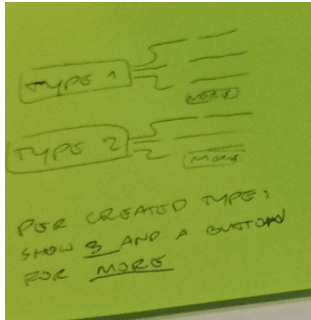 TYPE 1
MORE
TYPE 2
MORE
PER CREATED TYPE;
SHOW 3 AND A BUTTON
FOR MORE